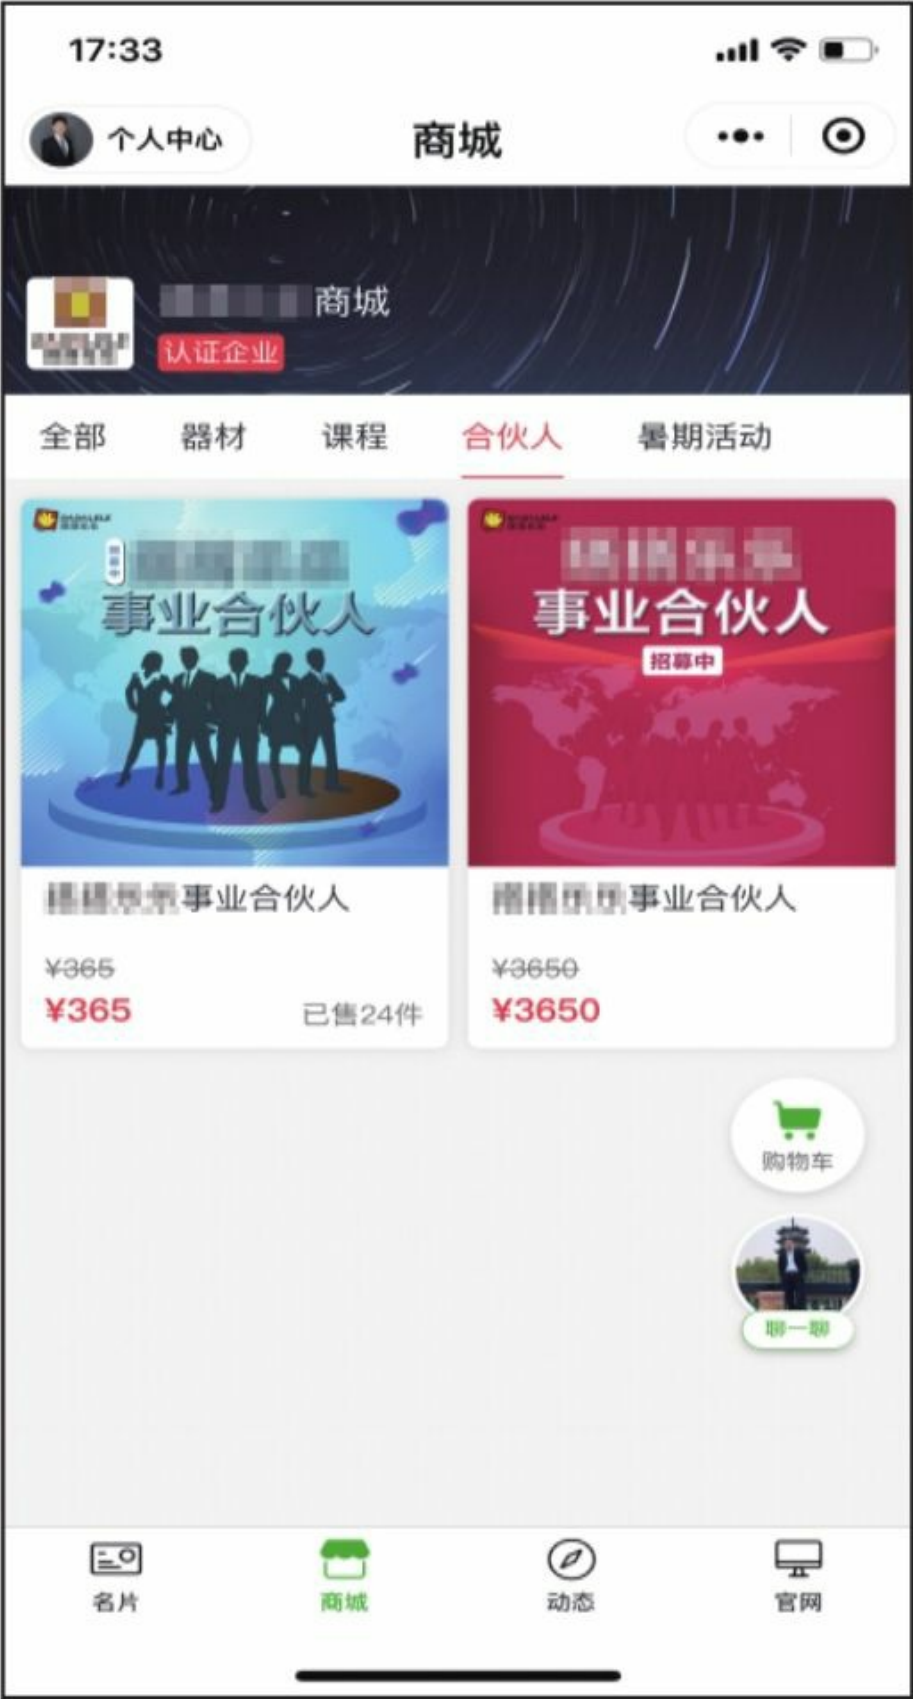 17:33
个人中心
商城
商城
认证企业
全部 器材 课程 合伙人 暑期活动
招募中
事业合伙人
事业合伙人
招募中
事业合伙人
¥365
¥365 已售24件
事业合伙人
¥3650
¥3650
购物车
聊一聊
名片 商城 动态 官网